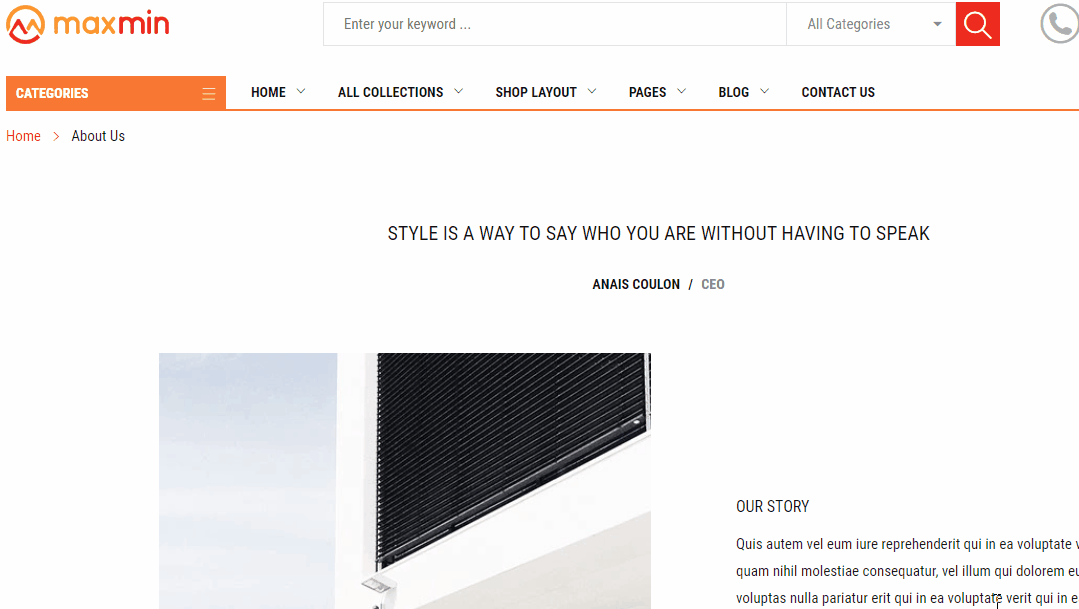 maxmin
Enter your keyword ...
All Categories
CATEGORIES
HOME
ALL COLLECTIONS
SHOP LAYOUT
PAGES
BLOG
CONTACT US
Home > About Us
STYLE IS A WAY TO SAY WHO YOU ARE WITHOUT HAVING TO SPEAK
ANAIS COULON / CEO
OUR STORY
Quis autem vel eum iure reprehenderit qui in ea voluptate
quam nihil molestiae consequatur, vel illum qui dolorem
voluptas nulla pariatur erit qui in ea voluptate verit qui in